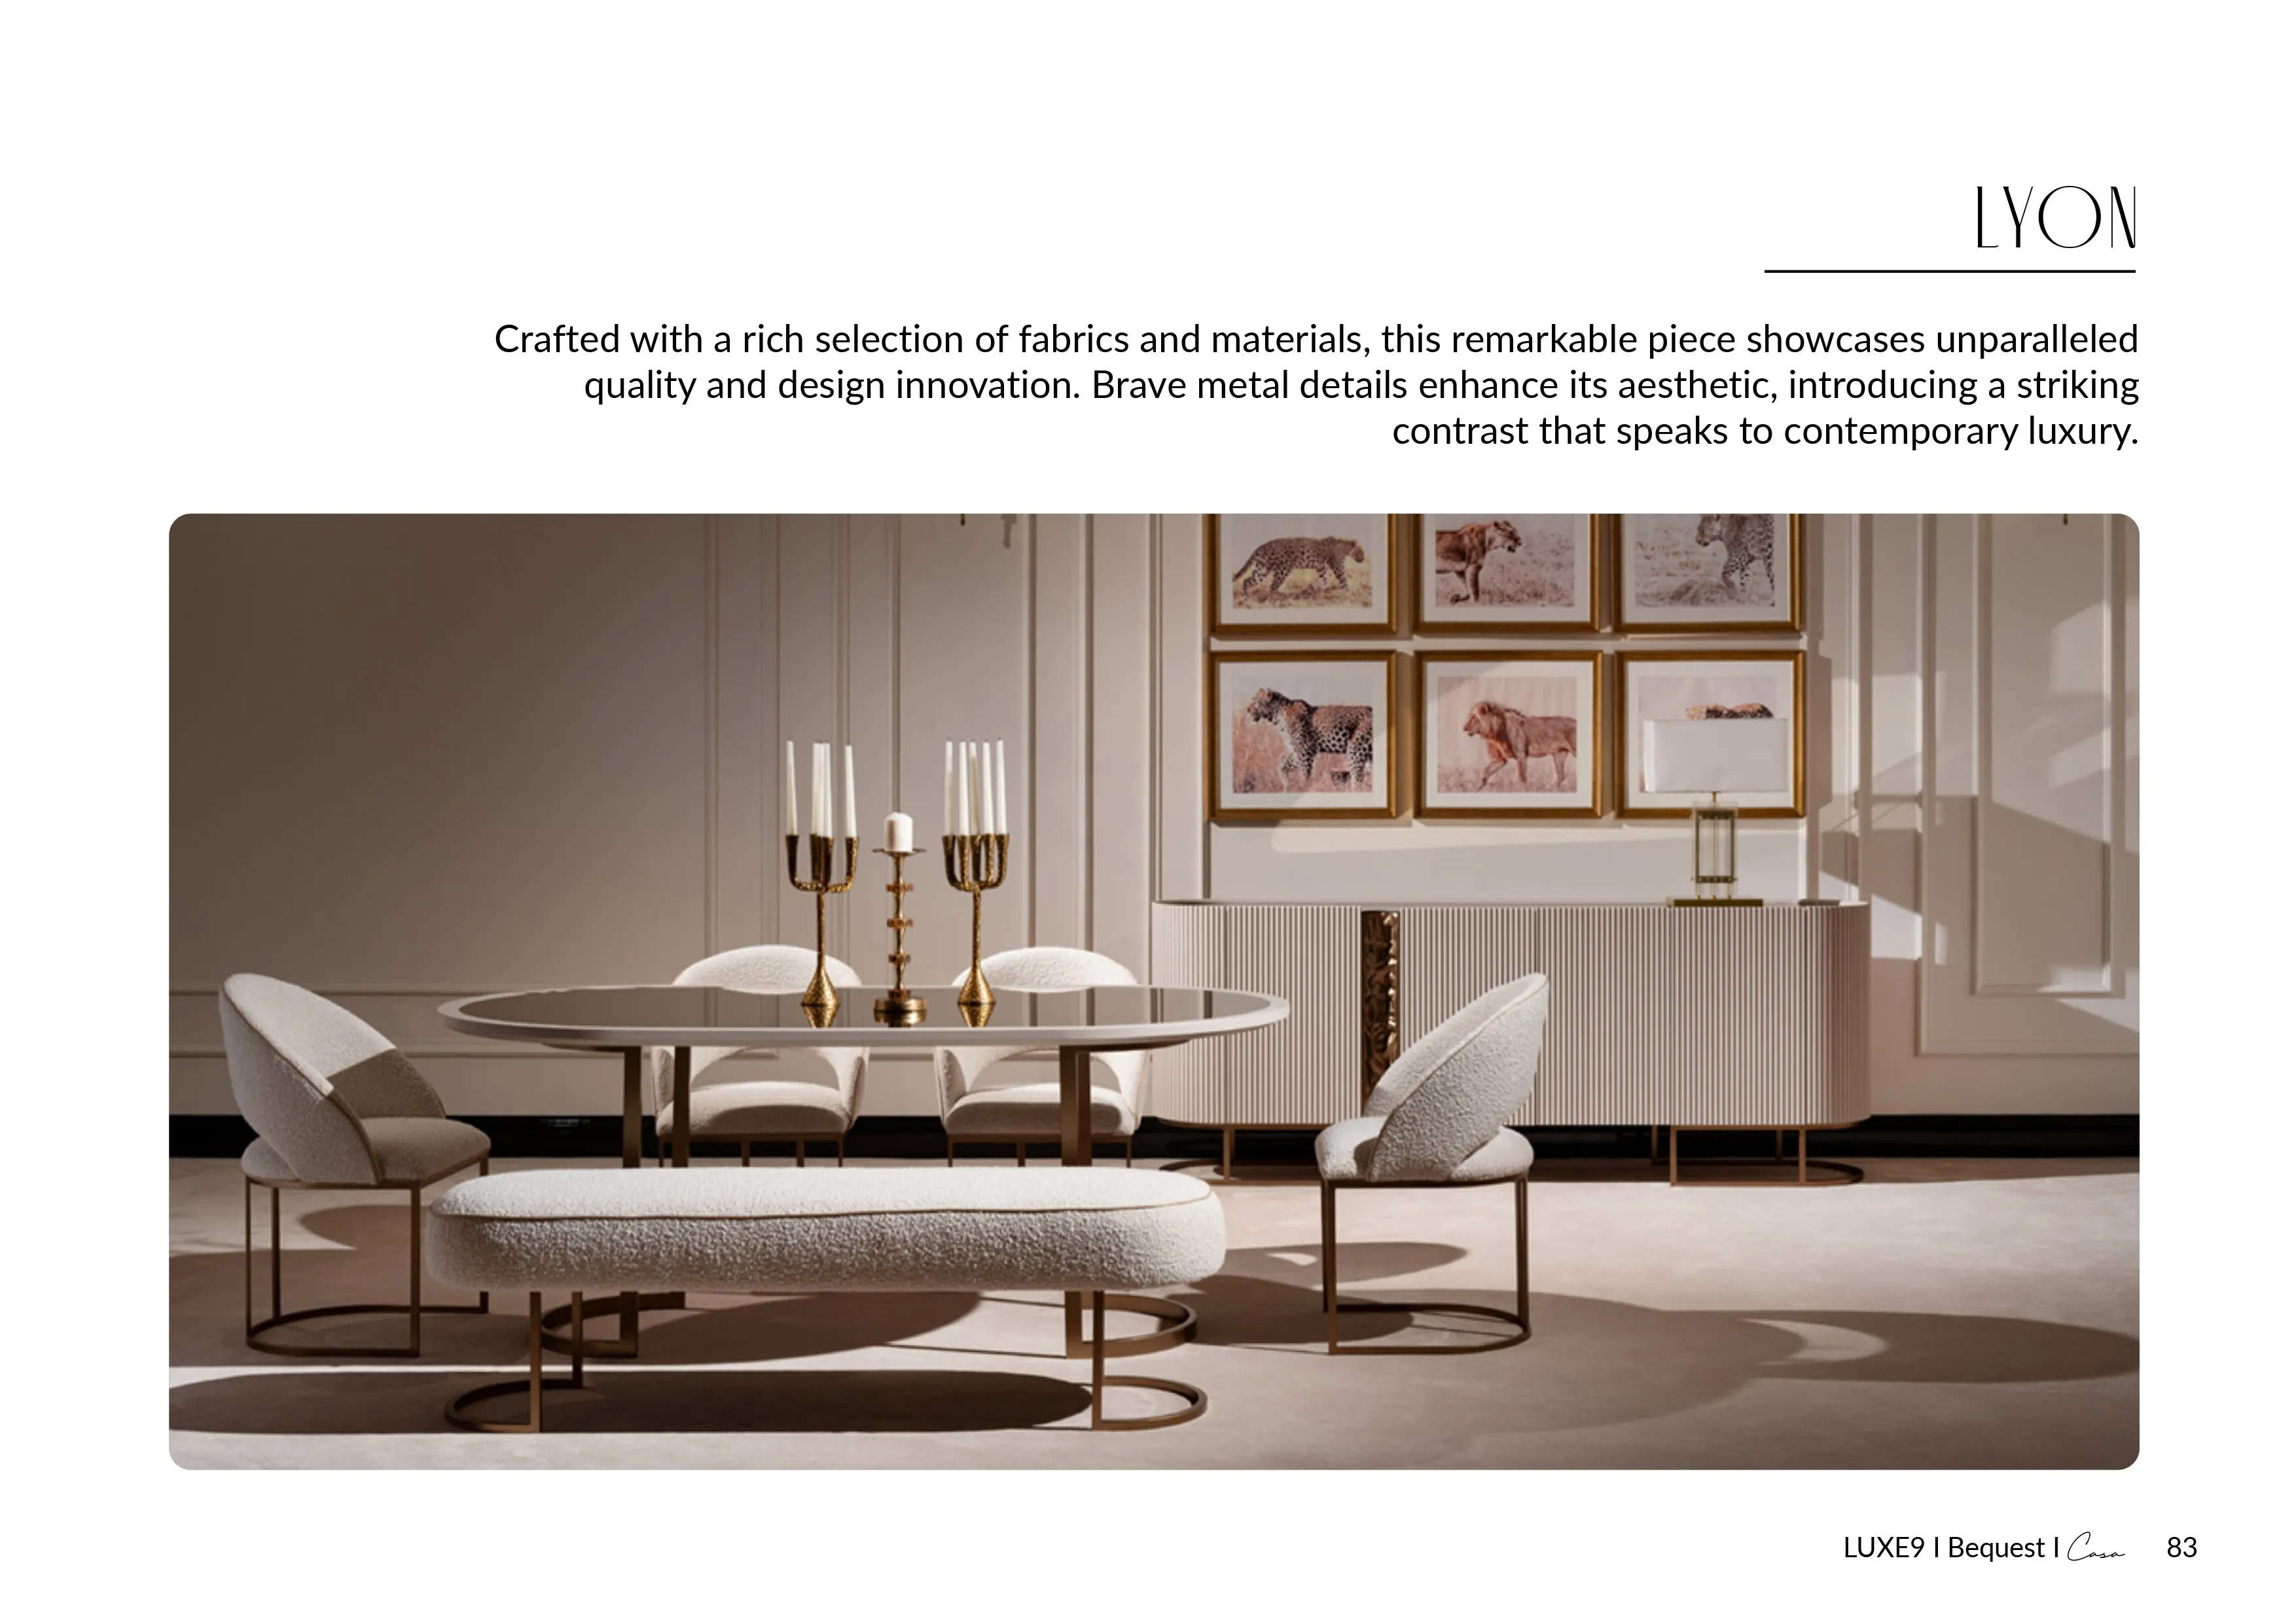 LYON
Crafted with a rich selection of fabrics and materials, this remarkable piece showcases unparalleled
quality and design innovation. Brave metal details enhance its aesthetic, introducing a striking
contrast that speaks to contemporary luxury.
LUXE9 I Bequest I Casa 83